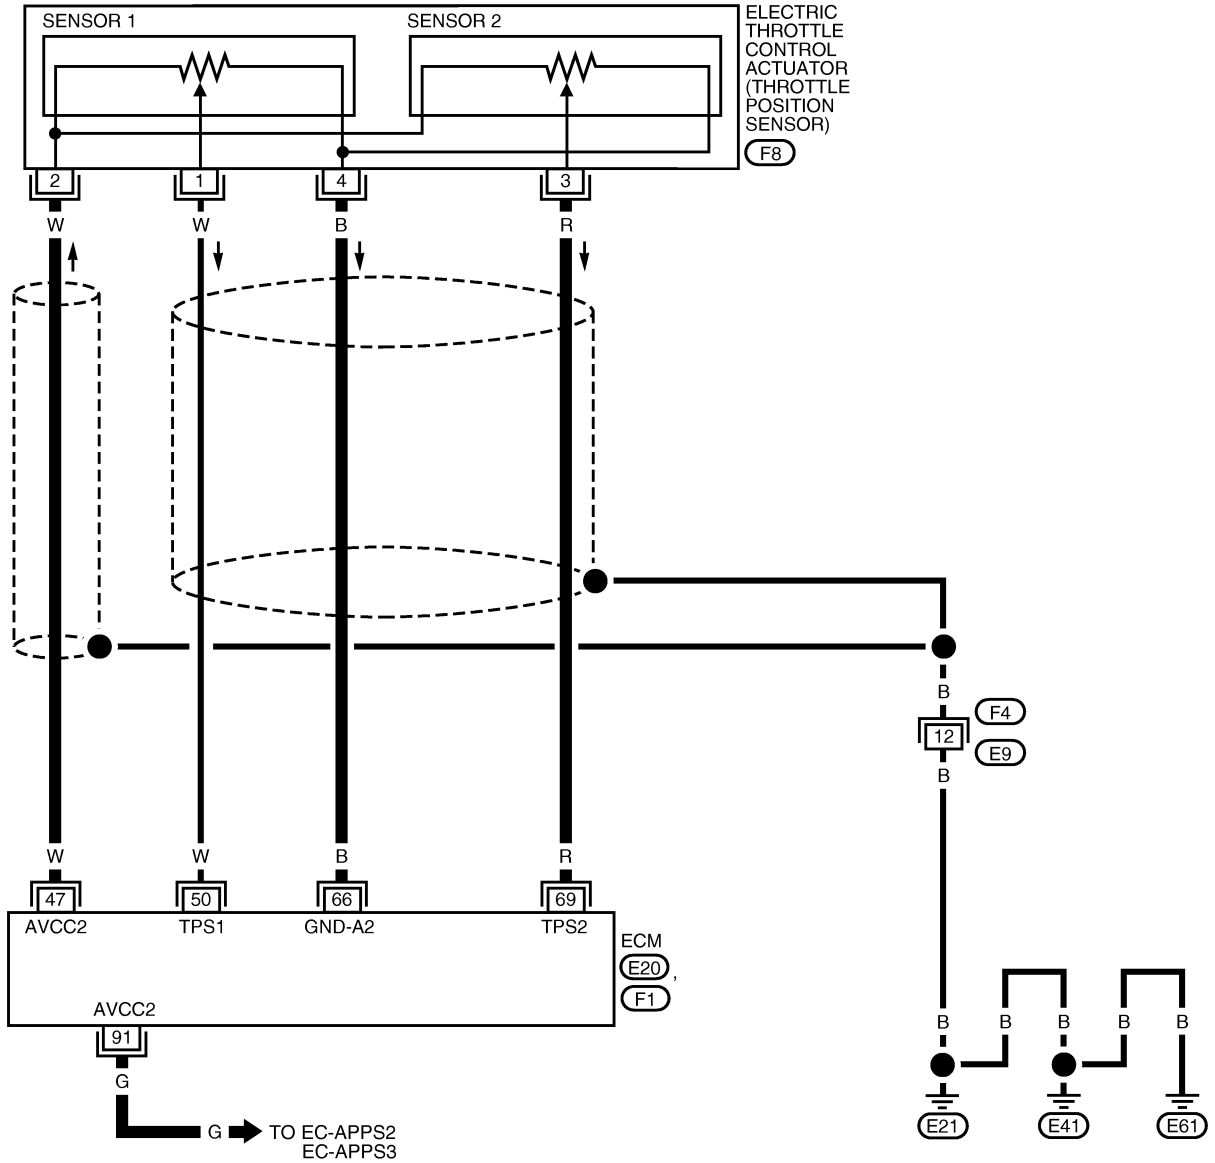 SENSOR 1
SENSOR 2
ELECTRIC
THROTTLE
CONTROL
ACTUATOR
(THROTTLE
POSITION
SENSOR)
F8
2 1 4 3
W W B R
B
F4
12
E9
B
W W B R
47 50 66 69
AVCC2 TPS1 GND-A2 TPS2
ECM
E20 ,
F1
AVCC2
91
G
G TO EC-APPS2
EC-APPS3
B B B B B
E21 E41 E61